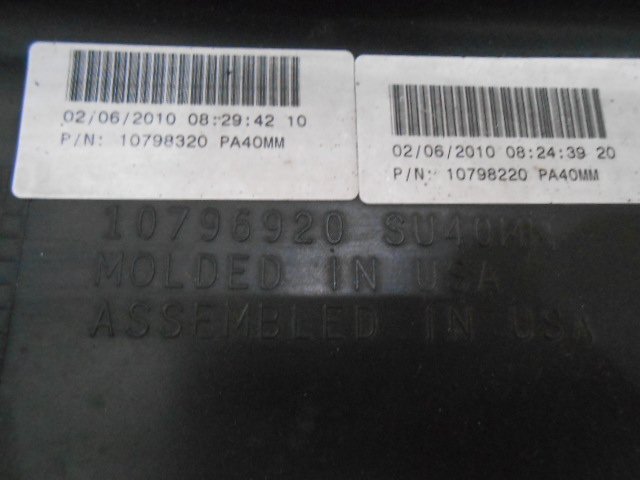 02/06/2010 08:29:42 10
P/N: 10798320 PA40MM
02/06/2010 08:24:39 20
P/N: 10798220 PA40MM
10796920 SU40MM
MOLDED IN USA
ASSEMBLED IN USA